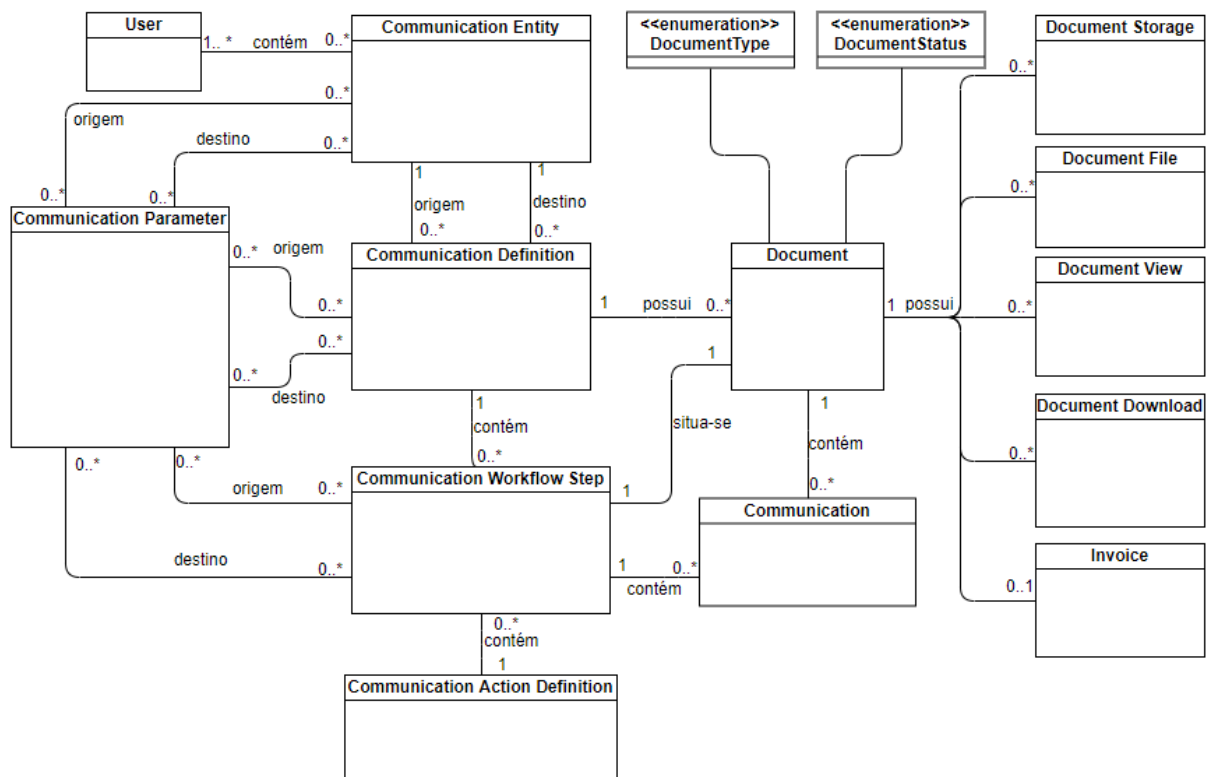 User
1.. *
contém
0..*
Communication Entity
<<enumeration>>
DocumentType
<<enumeration>>
DocumentStatus
Document Storage
0..*
0..*
origem
0..*
destino
0..*
0..*
0..*
1
origem
0..*
1
destino
0..*
Document File
0..*
Communication Parameter
0..*
origem
0..*
0..*
destino
0..*
Communication Definition
1
possui
0..*
Document
1
possui
Document View
0..*
1
contém
0..*
1
situa-se
1
1
contém
0..*
Document Download
0..*
0..*
0..*
origem
0..*
destino
0..*
Communication Workflow Step
1
contém
0..*
Communication
Invoice
0..1
0..*
contém
1
Communication Action Definition